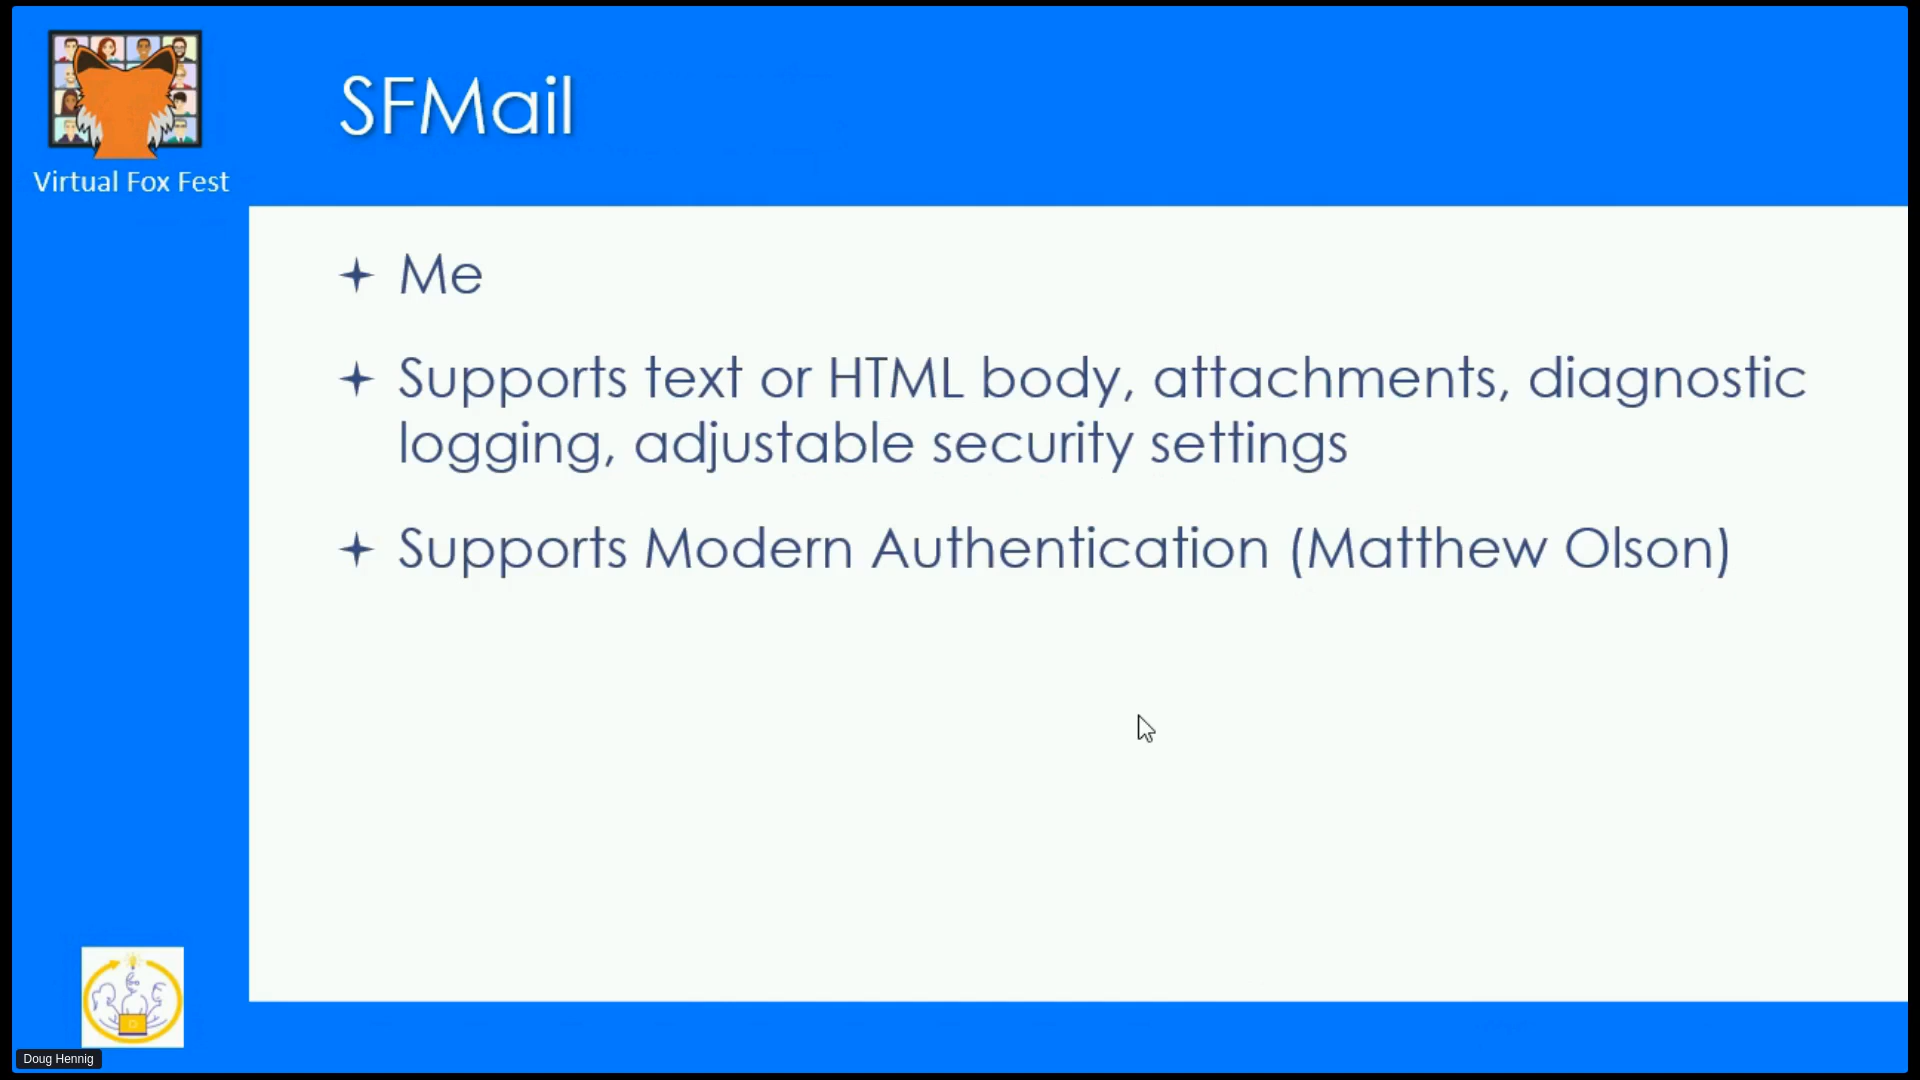 SFMail
Virtual Fox Fest
Me
Supports text or HTML body, attachments, diagnostic
logging, adjustable security settings
Supports Modern Authentication (Matthew Olson)
Doug Hennig